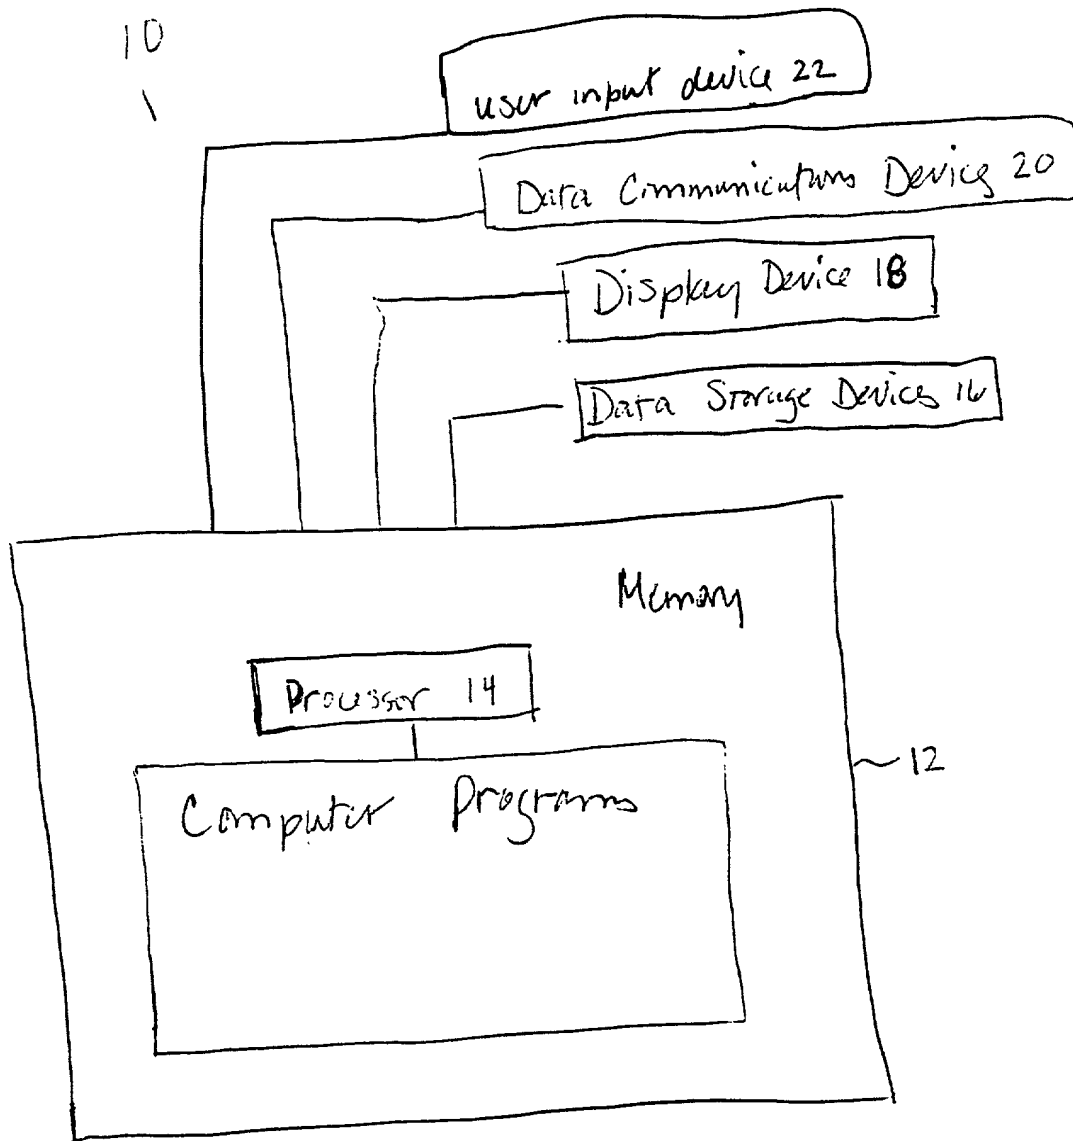 10
user input device 22
Data Communications Device 20
Display Device 18
Data Storage Devices 16
Memory
Processor 14
12
Computer Programs